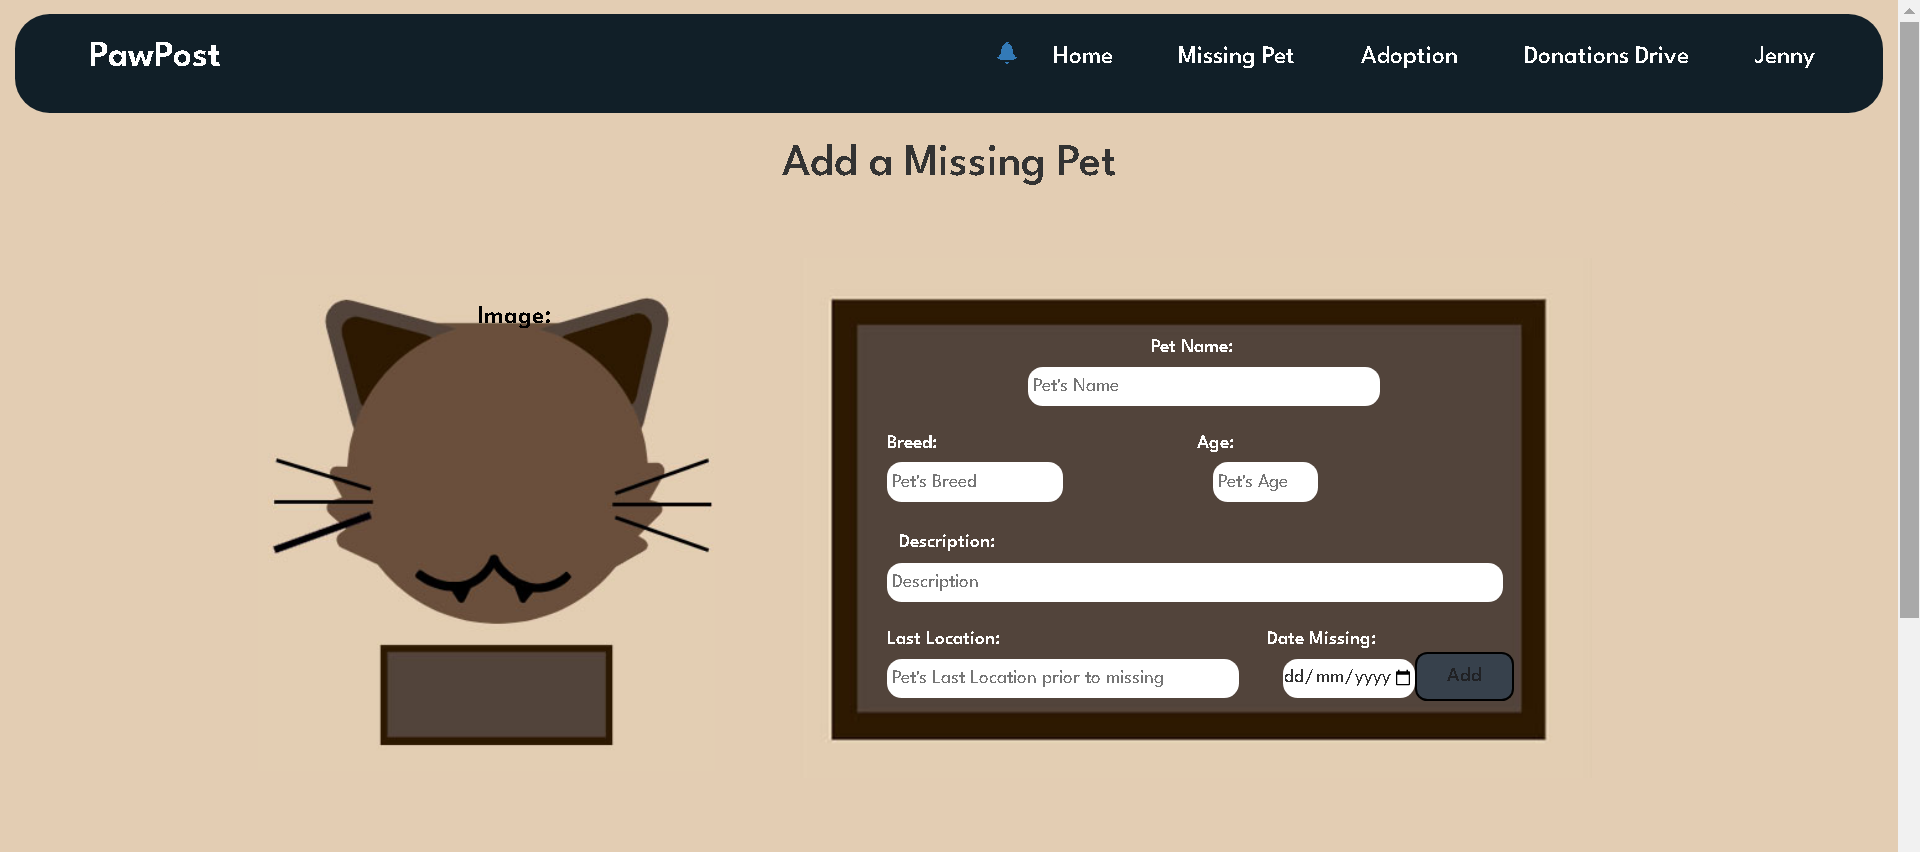 PawPost
Home Missing Pet Adoption Donations Drive Jenny
Add a Missing Pet
Image:
Pet Name:
Pet's Name
Breed: Age:
Pet's Breed Pet's Age
Description:
Description
Last Location: Date Missing:
Pet's Last Location prior to missing dd/mm/yyyy Add